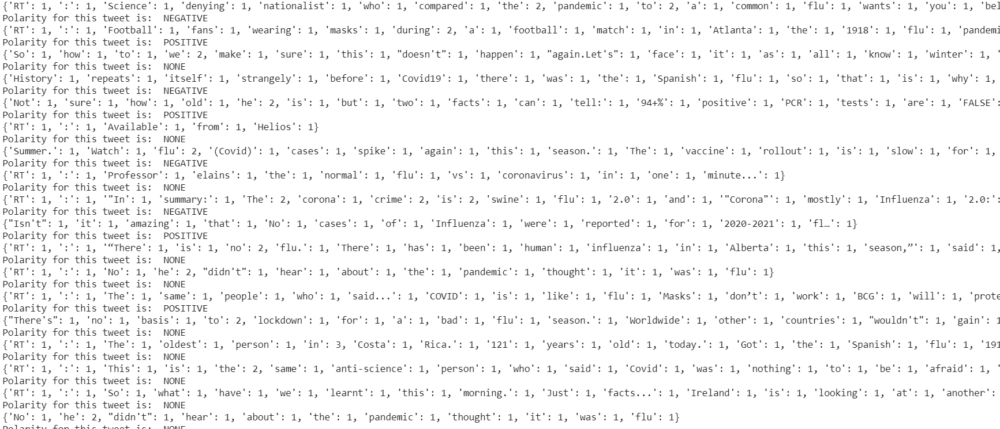 {'RT': 1, ':': 1, 'Science': 1, 'denying': 1, 'nationalist': 1, 'who': 1, 'compared': 1, 'the': 2, 'pandemic': 1, 'to': 2, 'a': 1, 'common': 1, 'flu': 1, 'wants': 1, 'you': 1, 'bel
Polarity for this tweet is:  NEGATIVE
{'RT': 1, ':': 1, 'Football': 1, 'fans': 1, 'wearing': 1, 'masks': 1, 'during': 2, 'a': 1, 'football': 1, 'match': 1, 'in': 1, 'Atlanta': 1, 'the': 1, '1918': 1, 'flu': 1, 'pandemi
Polarity for this tweet is:  POSITIVE
{'So': 1, 'how': 1, 'to': 1, 'we': 2, 'make': 1, 'sure': 1, 'this': 1, "doesn't": 1, 'happen': 1, "again.Let's": 1, 'face': 1, 'it': 1, 'as': 1, 'all': 1, 'know': 1, 'winter': 1, '
Polarity for this tweet is:  NONE
{'History': 1, 'repeats': 1, 'itself': 1, 'strangely': 1, 'before': 1, 'Covid19': 1, 'there': 1, 'was': 1, 'the': 1, 'Spanish': 1, 'flu': 1, 'so': 1, 'that': 1, 'is': 1, 'why': 1,
Polarity for this tweet is:  NEGATIVE
{'Not': 1, 'sure': 1, 'how': 1, 'old': 1, 'he': 2, 'is': 1, 'but': 1, 'two': 1, 'facts': 1, 'can': 1, 'tell:': 1, '94+%': 1, 'positive': 1, 'PCR': 1, 'tests': 1, 'are': 1, 'FALSE':
Polarity for this tweet is:  POSITIVE
{'RT': 1, ':': 1, 'Available': 1, 'from': 1, 'Helios': 1}
Polarity for this tweet is:  NONE
{'Summer.': 1, 'Watch': 1, 'flu': 2, '(Covid)': 1, 'cases': 1, 'spike': 1, 'again': 1, 'this': 1, 'season.': 1, 'The': 1, 'vaccine': 1, 'rollout': 1, 'is': 1, 'slow': 1, 'for': 1,
Polarity for this tweet is:  NEGATIVE
{'RT': 1, ':': 1, 'Professor': 1, 'elains': 1, 'the': 1, 'normal': 1, 'flu': 1, 'vs': 1, 'coronavirus': 1, 'in': 1, 'one': 1, 'minute...': 1}
Polarity for this tweet is:  NONE
{'RT': 1, ':': 1, '"In': 1, 'summary:': 1, 'The': 2, 'corona': 1, 'crime': 2, 'is': 2, 'swine': 1, 'flu': 1, '2.0': 1, 'and': 1, '"Corona"': 1, 'mostly': 1, 'Influenza': 1, '2.0:':
Polarity for this tweet is:  NEGATIVE
{"Isn't": 1, 'it': 1, 'amazing': 1, 'that': 1, 'No': 1, 'cases': 1, 'of': 1, 'Influenza': 1, 'were': 1, 'reported': 1, 'for': 1, '2020-2021': 1, 'fl…': 1}
Polarity for this tweet is:  POSITIVE
{'RT': 1, ':': 1, '“There': 1, 'is': 1, 'no': 2, 'flu.': 1, 'There': 1, 'has': 1, 'been': 1, 'human': 1, 'influenza': 1, 'in': 1, 'Alberta': 1, 'this': 1, 'season,”': 1, 'said': 1,
Polarity for this tweet is:  NONE
{'RT': 1, ':': 1, 'No': 1, 'he': 2, "didn't": 1, 'hear': 1, 'about': 1, 'the': 1, 'pandemic': 1, 'thought': 1, 'it': 1, 'was': 1, 'flu': 1}
Polarity for this tweet is:  NONE
{'RT': 1, ':': 1, 'The': 1, 'same': 1, 'people': 1, 'who': 1, 'said...': 1, 'COVID': 1, 'is': 1, 'like': 1, 'flu': 1, 'Masks': 1, 'don’t': 1, 'work': 1, 'BCG': 1, 'will': 1, 'prote
Polarity for this tweet is:  POSITIVE
{"There's": 1, 'no': 1, 'basis': 1, 'to': 2, 'lockdown': 1, 'for': 1, 'a': 1, 'bad': 1, 'flu': 1, 'season.': 1, 'Worldwide': 1, 'other': 1, 'countries': 1, "wouldn't": 1, 'gain': 1
Polarity for this tweet is:  NONE
{'RT': 1, ':': 1, 'The': 1, 'oldest': 1, 'person': 1, 'in': 3, 'Costa': 1, 'Rica.': 1, '121': 1, 'years': 1, 'old': 1, 'today.': 1, 'Got': 1, 'the': 1, 'Spanish': 1, 'flu': 1, '191
Polarity for this tweet is:  NONE
{'RT': 1, ':': 1, 'This': 1, 'is': 1, 'the': 2, 'same': 1, 'anti-science': 1, 'person': 1, 'who': 1, 'said': 1, 'Covid': 1, 'was': 1, 'nothing': 1, 'to': 1, 'be': 1, 'afraid': 1, '
Polarity for this tweet is:  NONE
{'RT': 1, ':': 1, 'So': 1, 'what': 1, 'have': 1, 'we': 1, 'learnt': 1, 'this': 1, 'morning.': 1, 'Just': 1, 'facts...': 1, 'Ireland': 1, 'is': 1, 'looking': 1, 'at': 1, 'another':
Polarity for this tweet is:  NONE
{'No': 1, 'he': 2, "didn't": 1, 'hear': 1, 'about': 1, 'the': 1, 'pandemic': 1, 'thought': 1, 'it': 1, 'was': 1, 'flu': 1}
Polarity for this tweet is:  NONE